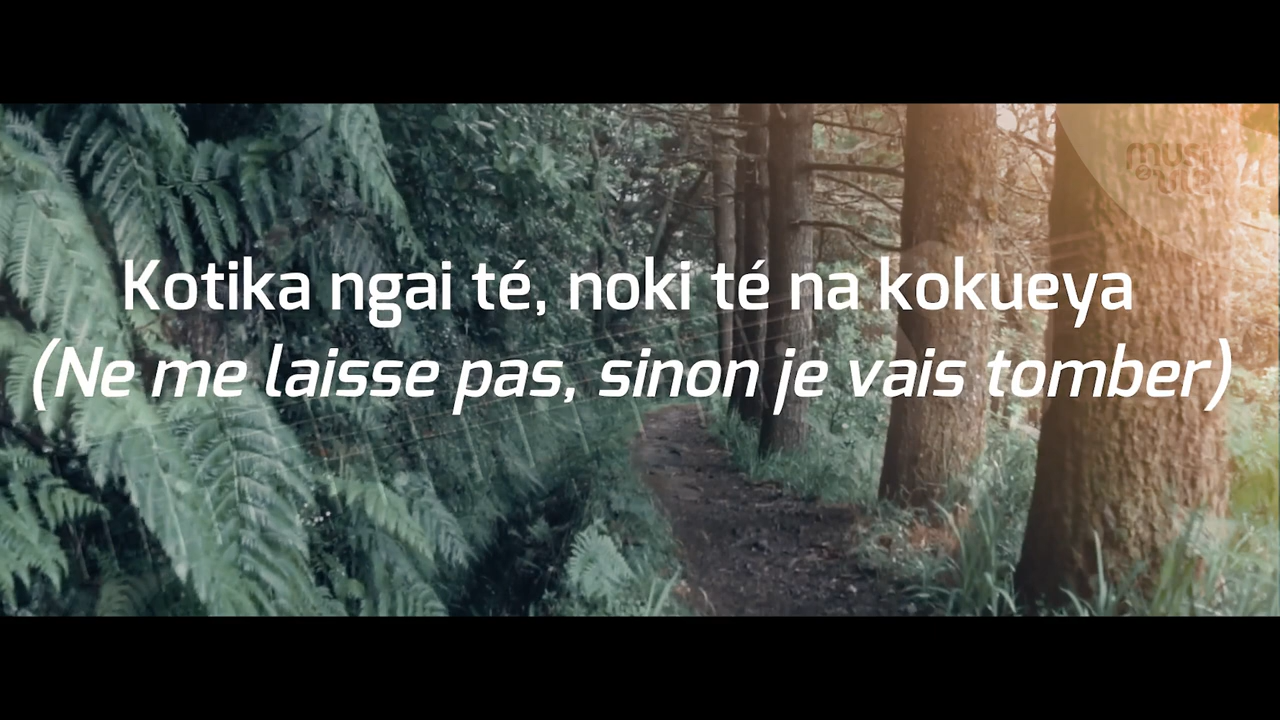 Kotika ngai té, noki té na kokueya
(Ne me laisse pas, sinon je vais tomber)